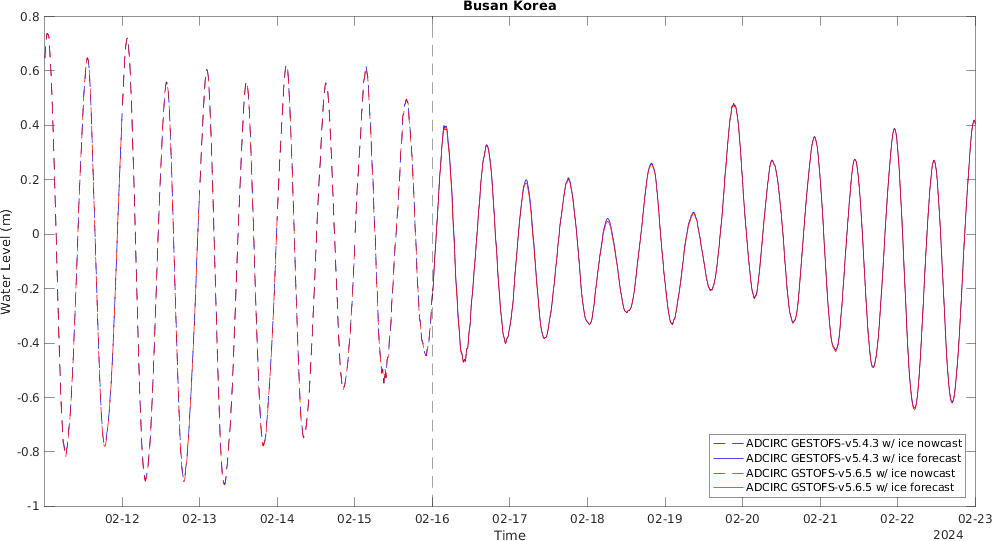 Busan Korea
0.8
0.6
0.4
0.2
0
-0.2
-0.4
-0.6
-0.8
-1
Water Level (m)
02-12 02-13 02-14 02-15 02-16 02-17 02-18 02-19 02-20 02-21 02-22 02-23
Time
2024
ADCIRC GESTOFS-v5.4.3 w/ ice nowcast
ADCIRC GESTOFS-v5.4.3 w/ ice forecast
ADCIRC GSTOFS-v5.6.5 w/ ice nowcast
ADCIRC GSTOFS-v5.6.5 w/ ice forecast